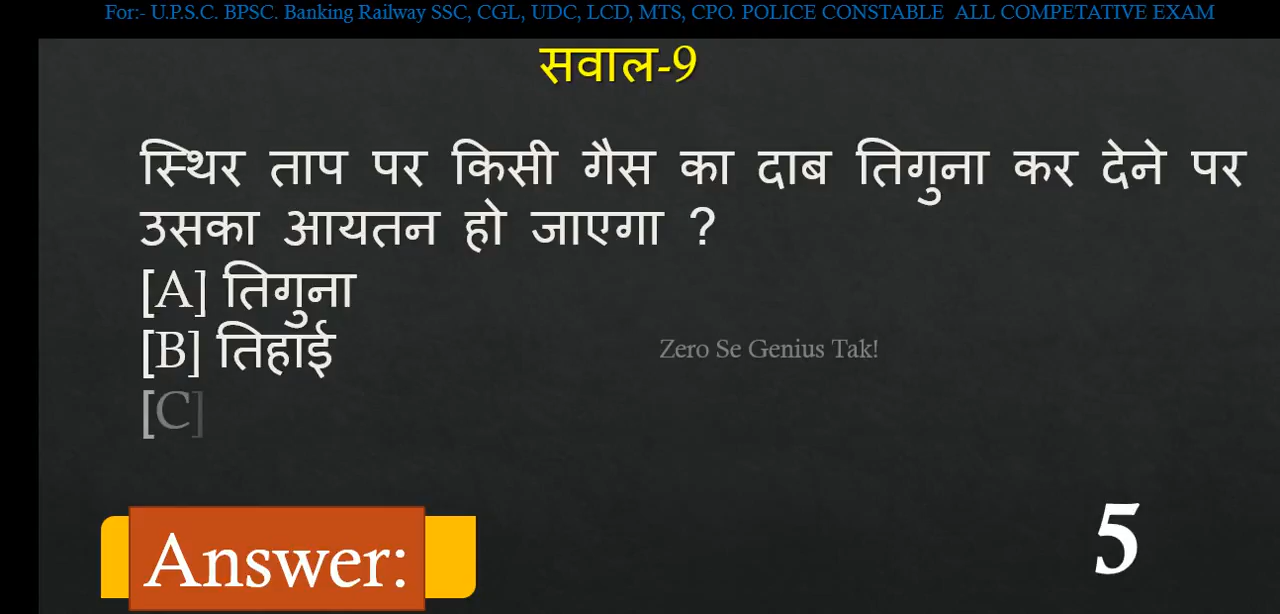 For:- U.P.S.C. BPSC. Banking Railway SSC, CGL, UDC, LCD, MTS, CPO. POLICE CONSTABLE ALL COMPETATIVE EXAM
सवाल-9
स्थिर ताप पर किसी गैस का दाब तिगुना कर देने पर
उसका आयतन हो जाएगा ?
[A] तिगुना
[B] तिहाई
Zero Se Genius Tak!
[C]
Answer:
5